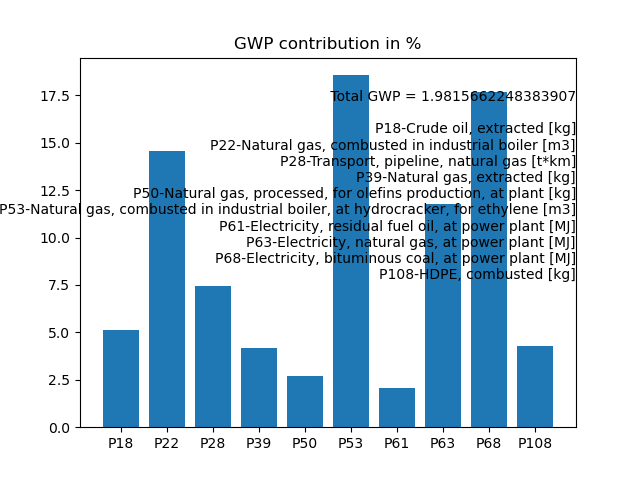 GWP contribution in %
17.5
15.0
12.5
10.0
7.5
5.0
2.5
0.0
Total GWP = 1.9815662248383907
P18-Crude oil, extracted [kg]
P22-Natural gas, combusted in industrial boiler [m3]
P28-Transport, pipeline, natural gas [t*km]
P39-Natural gas, extracted [kg]
P50-Natural gas, processed, for olefins production, at plant [kg]
P53-Natural gas, combusted in industrial boiler, at hydrocracker, for ethylene [m3]
P61-Electricity, residual fuel oil, at power plant [MJ]
P63-Electricity, natural gas, at power plant [MJ]
P68-Electricity, bituminous coal, at power plant [MJ]
P108-HDPE, combusted [kg]
P18 P22 P28 P39 P50 P53 P61 P63 P68 P108